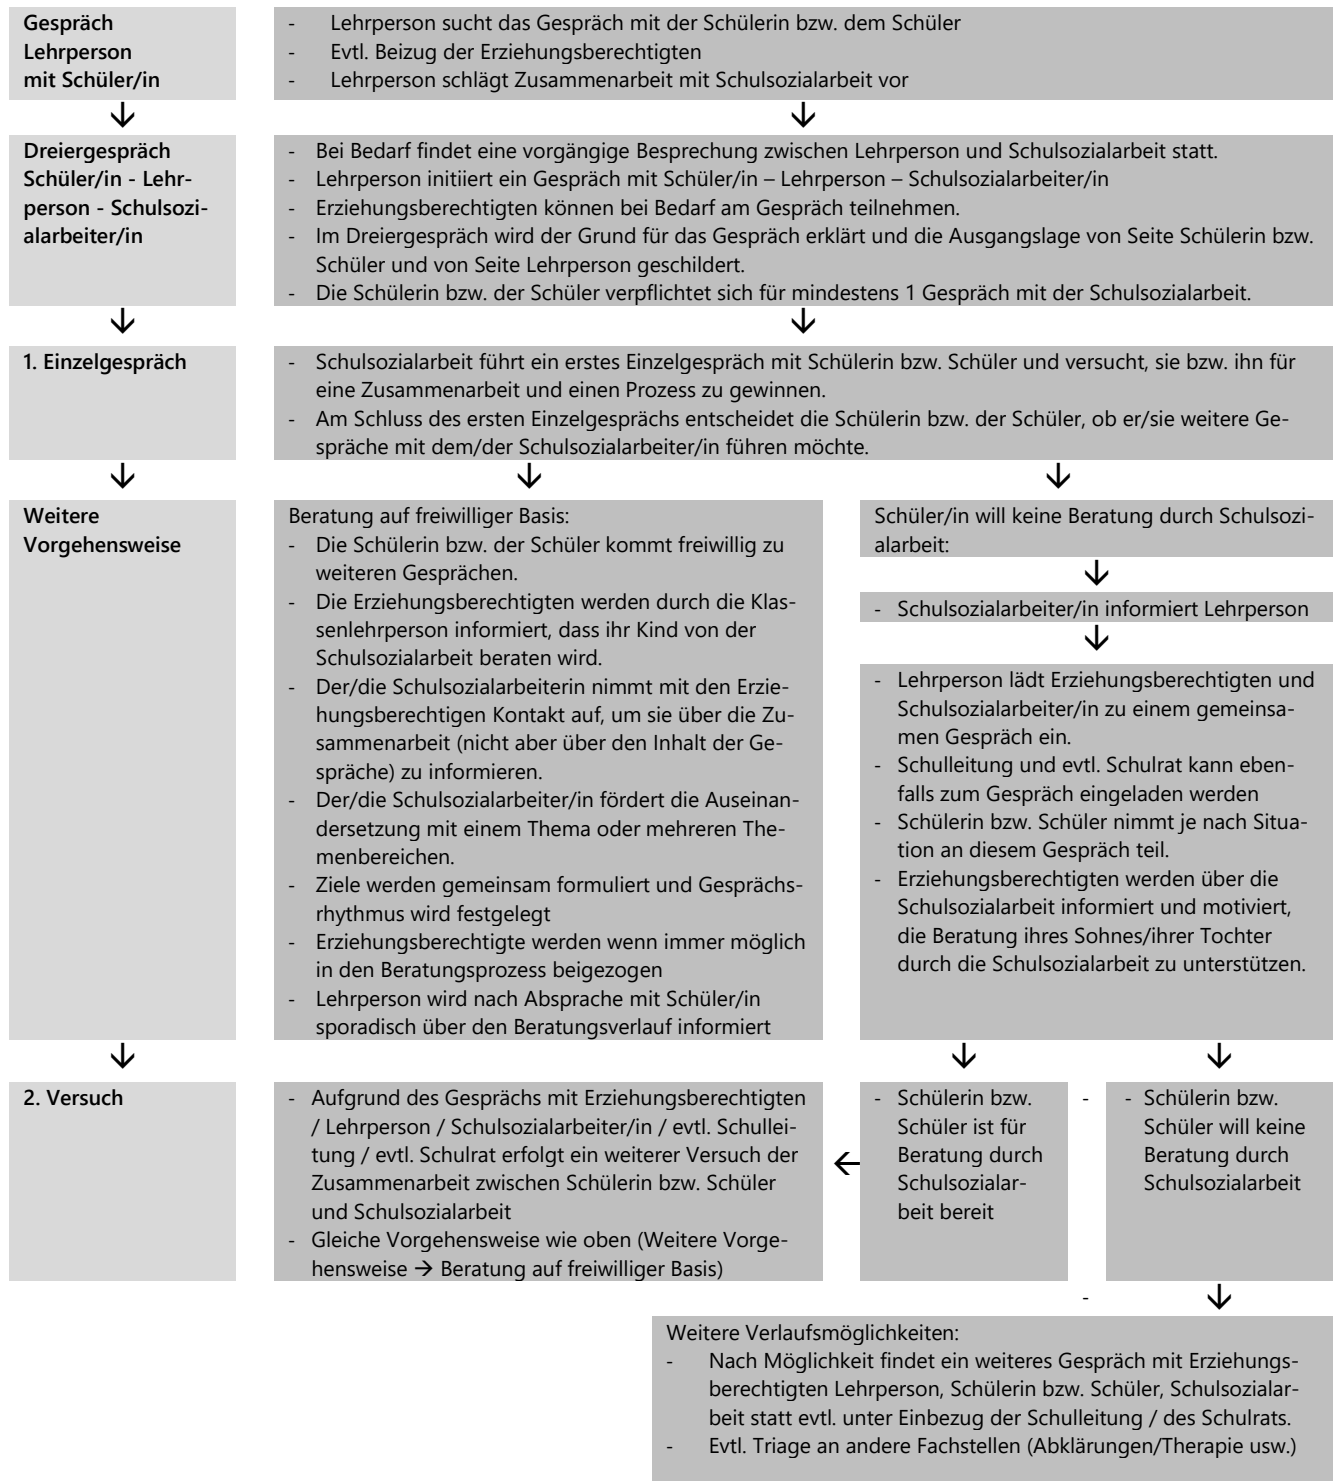 Gespräch
Lehrperson
mit Schüler/in
- Lehrperson sucht das Gespräch mit der Schülerin bzw. dem Schüler
- Evtl. Beizug der Erziehungsberechtigten
- Lehrperson schlägt Zusammenarbeit mit Schulsozialarbeit vor
Dreiergespräch
Schüler/in - Lehr-
person - Schulsozi-
alarbeiter/in
- Bei Bedarf findet eine vorgängige Besprechung zwischen Lehrperson und Schulsozialarbeit statt.
- Lehrperson initiiert ein Gespräch mit Schüler/in – Lehrperson – Schulsozialarbeiter/in
- Erziehungsberechtigten können bei Bedarf am Gespräch teilnehmen.
- Im Dreiergespräch wird der Grund für das Gespräch erklärt und die Ausgangslage von Seite Schülerin bzw.
Schüler und von Seite Lehrperson geschildert.
- Die Schülerin bzw. der Schüler verpflichtet sich für mindestens 1 Gespräch mit der Schulsozialarbeit.
1. Einzelgespräch
- Schulsozialarbeit führt ein erstes Einzelgespräch mit Schülerin bzw. Schüler und versucht, sie bzw. ihn für
eine Zusammenarbeit und einen Prozess zu gewinnen.
- Am Schluss des ersten Einzelgesprächs entscheidet die Schülerin bzw. der Schüler, ob er/sie weitere Ge-
spräche mit dem/der Schulsozialarbeiter/in führen möchte.
Weitere
Vorgehensweise
Beratung auf freiwilliger Basis:
- Die Schülerin bzw. der Schüler kommt freiwillig zu
weiteren Gesprächen.
- Die Erziehungsberechtigten werden durch die Klas-
senlehrperson informiert, dass ihr Kind von der
Schulsozialarbeit beraten wird.
- Der/die Schulsozialarbeiterin nimmt mit den Erzie-
hungsberechtigen Kontakt auf, um sie über die Zu-
sammenarbeit (nicht aber über den Inhalt der Ge-
spräche) zu informieren.
- Der/die Schulsozialarbeiter/in fördert die Auseinan-
dersetzung mit einem Thema oder mehreren The-
menbereichen.
- Ziele werden gemeinsam formuliert und Gesprächs-
rhythmus wird festgelegt
- Erziehungsberechtigte werden wenn immer möglich
in den Beratungsprozess beigezogen
- Lehrperson wird nach Absprache mit Schüler/in
sporadisch über den Beratungsverlauf informiert
Schüler/in will keine Beratung durch Schulsozi-
alarbeit:
- Schulsozialarbeiter/in informiert Lehrperson
- Lehrperson lädt Erziehungsberechtigten und
Schulsozialarbeiter/in zu einem gemeinsa-
men Gespräch ein.
- Schulleitung und evtl. Schulrat kann eben-
falls zum Gespräch eingeladen werden
- Schülerin bzw. Schüler nimmt je nach Situa-
tion an diesem Gespräch teil.
- Erziehungsberechtigten werden über die
Schulsozialarbeit informiert und motiviert,
die Beratung ihres Sohnes/ihrer Tochter
durch die Schulsozialarbeit zu unterstützen.
2. Versuch
- Aufgrund des Gesprächs mit Erziehungsberechtigten
/ Lehrperson / Schulsozialarbeiter/in / evtl. Schullei-
tung / evtl. Schulrat erfolgt ein weiterer Versuch der
Zusammenarbeit zwischen Schülerin bzw. Schüler
und Schulsozialarbeit
- Gleiche Vorgehensweise wie oben (Weitere Vorge-
hensweise → Beratung auf freiwilliger Basis)
- Schülerin bzw.
Schüler ist für
Beratung durch
Schulsozialar-
beit bereit
-
- Schülerin bzw.
Schüler will keine
Beratung durch
Schulsozialarbeit
-
Weitere Verlaufsmöglichkeiten:
- Nach Möglichkeit findet ein weiteres Gespräch mit Erziehungs-
berechtigten Lehrperson, Schülerin bzw. Schüler, Schulsozialar-
beit statt evtl. unter Einbezug der Schulleitung / des Schulrats.
- Evtl. Triage an andere Fachstellen (Abklärungen/Therapie usw.)